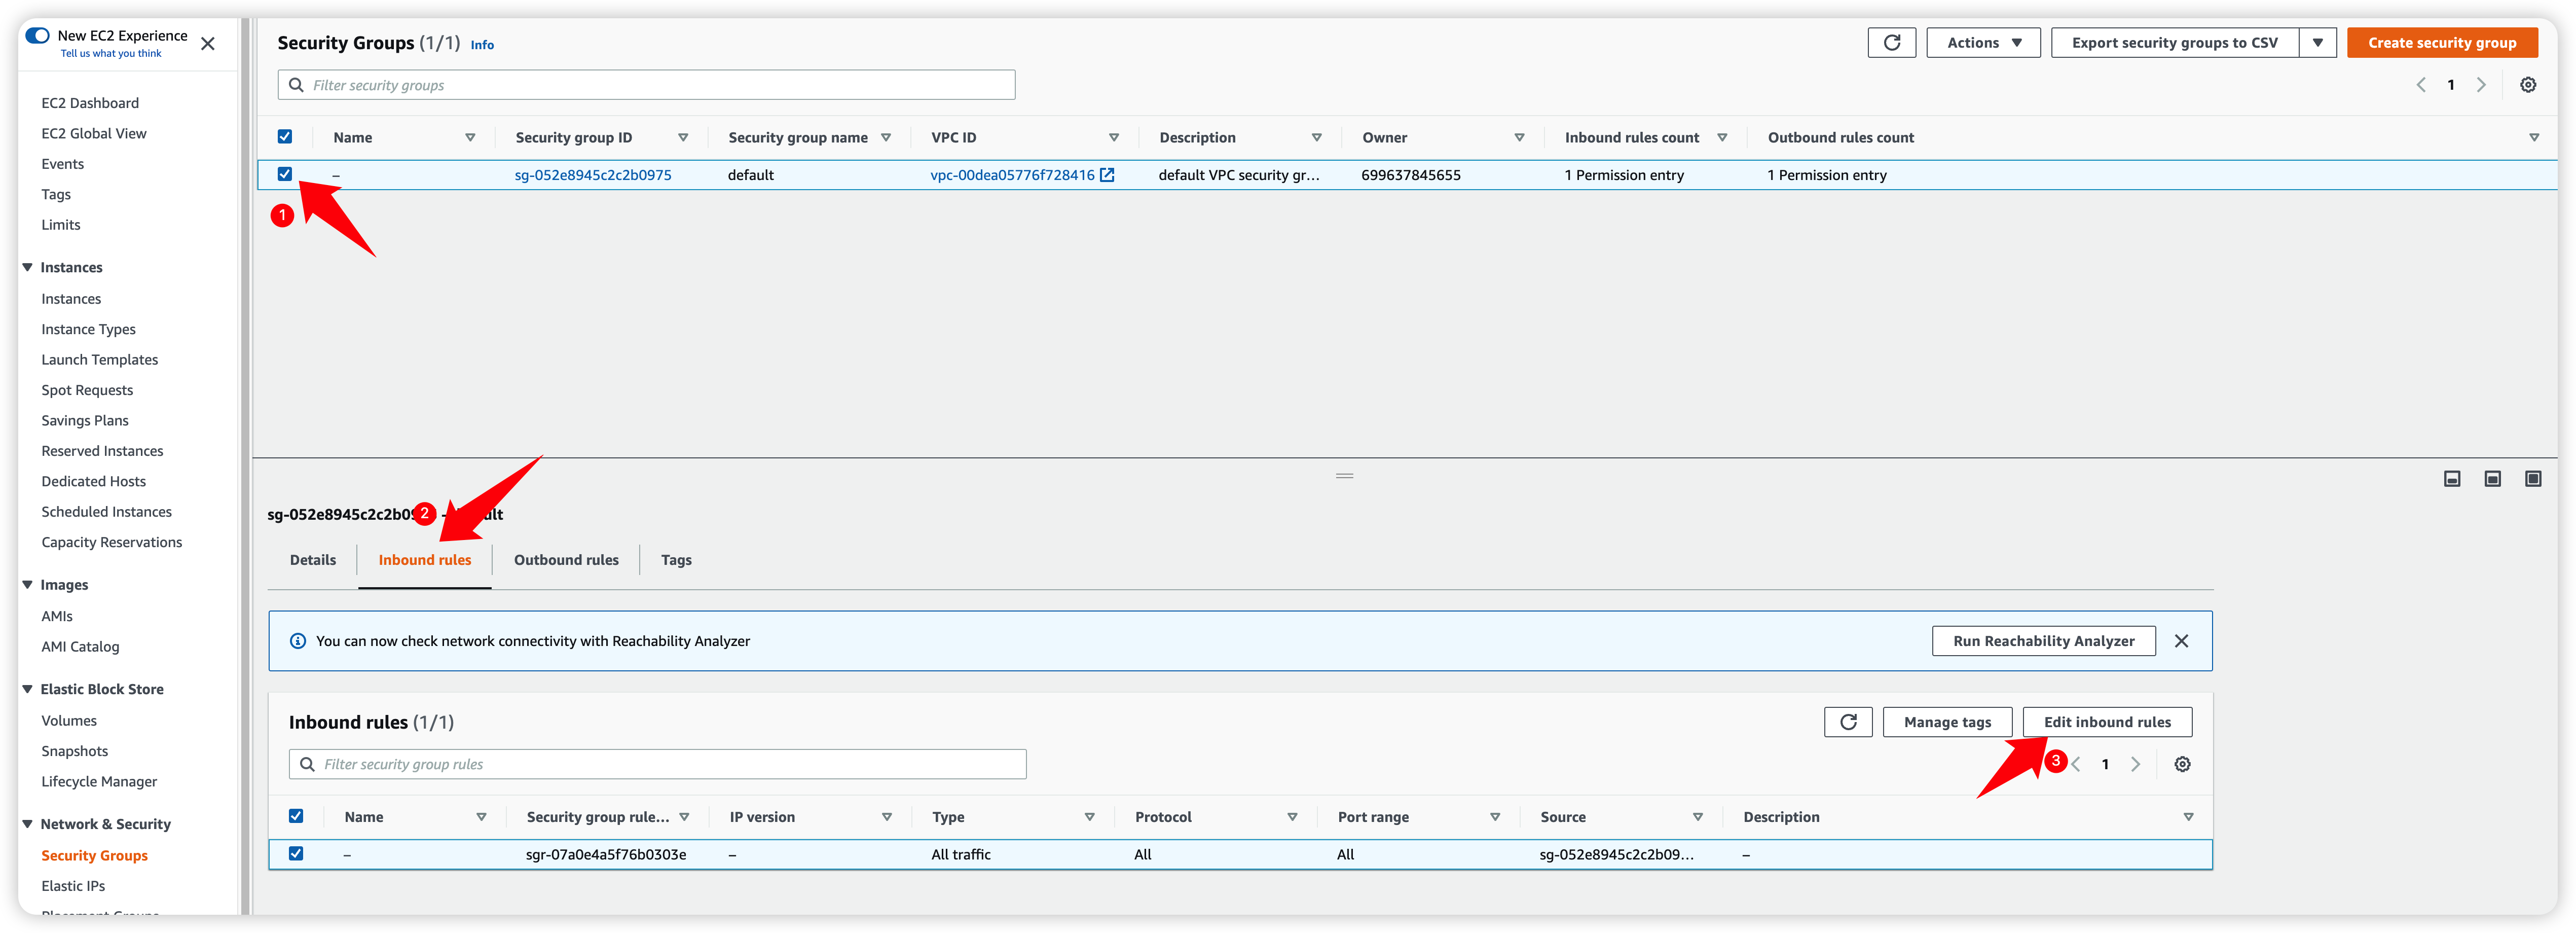 New EC2 Experience
Tell us what you think
EC2 Dashboard
EC2 Global View
Events
Tags
Limits
Instances
Instances
Instance Types
Launch Templates
Spot Requests
Savings Plans
Reserved Instances
Dedicated Hosts
Scheduled Instances
Capacity Reservations
Images
AMIs
AMI Catalog
Elastic Block Store
Volumes
Snapshots
Lifecycle Manager
Network & Security
Security Groups
Elastic IPs
Security Groups (1/1) Info
Actions
Export security groups to CSV
Create security group
Filter security groups
1
Name Security group ID Security group name VPC ID Description Owner Inbound rules count Outbound rules count
– sg-052e8945c2c2b0975 default vpc-00dea05776f728416 default VPC security gr... 699637845655 1 Permission entry 1 Permission entry
1
2
Details Inbound rules Outbound rules Tags
You can now check network connectivity with Reachability Analyzer
Run Reachability Analyzer
Inbound rules (1/1)
Manage tags
Edit inbound rules
Filter security group rules
3
1
Name Security group rule... IP version Type Protocol Port range Source Description
– sgr-07a0e4a5f76b0303e – All traffic All All sg-052e8945c2c2b09... –